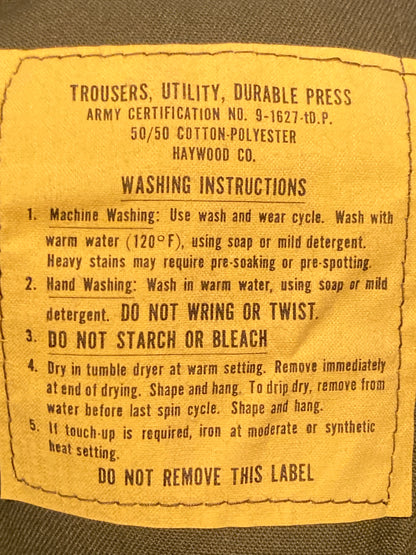 TROUSERS, UTILITY, DURABLE PRESS
ARMY CERTIFICATION NO. 9-1627-tD.P.
50/50 COTTON-POLYESTER
HAYWOOD CO.
WASHING INSTRUCTIONS
1. Machine Washing: Use wash and wear cycle. Wash with
warm water (120°F), using soap or mild detergent.
Heavy stains may require pre-soaking or pre-spotting.
2. Hand Washing: Wash in warm water, using soap or mild
detergent. DO NOT WRING OR TWIST.
3. DO NOT STARCH OR BLEACH
4. Dry in tumble dryer at warm setting. Remove immediately
at end of drying. Shape and hang. To drip dry, remove from
water before last spin cycle. Shape and hang.
5. If touch-up is required, iron at moderate or synthetic
heat setting.
DO NOT REMOVE THIS LABEL